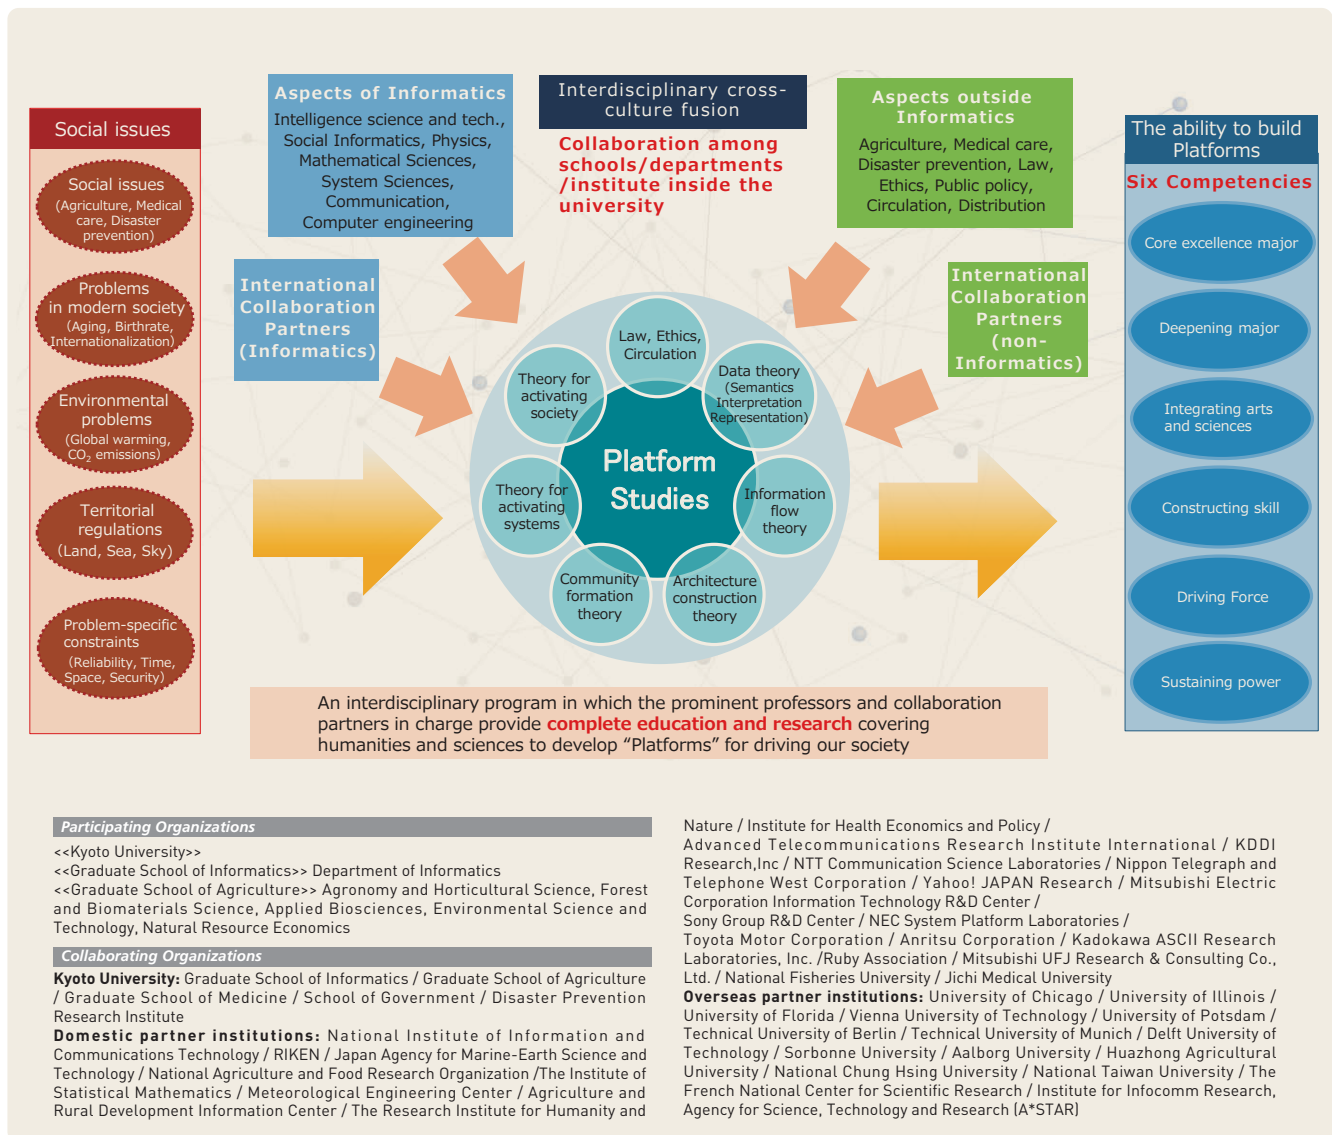 Social issues
Social issues
(Agriculture, Medical
care, Disaster
prevention)
Problems
in modern society
(Aging, Birthrate,
Internationalization)
Environmental
problems
(Global warming,
CO₂ emissions)
Territorial
regulations
(Land, Sea, Sky)
Problem-specific
constraints
(Reliability, Time,
Space, Security)
Aspects of Informatics
Intelligence science and tech.,
Social Informatics, Physics,
Mathematical Sciences,
System Sciences,
Communication,
Computer engineering
International
Collaboration
Partners
(Informatics)
Interdisciplinary cross-
culture fusion
Collaboration among
schools/departments
/institute inside the
university
Aspects outside
Informatics
Agriculture, Medical care,
Disaster prevention, Law,
Ethics, Public policy,
Circulation, Distribution
International
Collaboration
Partners
(non-
Informatics)
Law, Ethics,
Circulation
Data theory
(Semantics
Interpretation
Representation)
Information
flow
theory
Architecture
construction
theory
Community
formation
theory
Theory for
activating
systems
Theory for
activating
society
Platform
Studies
The ability to build
Platforms
Six Competencies
Core excellence major
Deepening major
Integrating arts
and sciences
Constructing skill
Driving Force
Sustaining power
An interdisciplinary program in which the prominent professors and collaboration
partners in charge provide complete education and research covering
humanities and sciences to develop “Platforms” for driving our society
Participating Organizations
<<Kyoto University>>
<<Graduate School of Informatics>> Department of Informatics
<<Graduate School of Agriculture>> Agronomy and Horticultural Science, Forest
and Biomaterials Science, Applied Biosciences, Environmental Science and
Technology, Natural Resource Economics
Collaborating Organizations
Kyoto University: Graduate School of Informatics / Graduate School of Agriculture
/ Graduate School of Medicine / School of Government / Disaster Prevention
Research Institute
Domestic partner institutions: National Institute of Information and
Communications Technology / RIKEN / Japan Agency for Marine-Earth Science and
Technology / National Agriculture and Food Research Organization /The Institute of
Statistical Mathematics / Meteorological Engineering Center / Agriculture and
Rural Development Information Center / The Research Institute for Humanity and
Nature / Institute for Health Economics and Policy /
Advanced Telecommunications Research Institute International / KDDI
Research,Inc / NTT Communication Science Laboratories / Nippon Telegraph and
Telephone West Corporation / Yahoo! JAPAN Research / Mitsubishi Electric
Corporation Information Technology R&D Center /
Sony Group R&D Center / NEC System Platform Laboratories /
Toyota Motor Corporation / Anritsu Corporation / Kadokawa ASCII Research
Laboratories, Inc. /Ruby Association / Mitsubishi UFJ Research & Consulting Co.,
Ltd. / National Fisheries University / Jichi Medical University
Overseas partner institutions: University of Chicago / University of Illinois /
University of Florida / Vienna University of Technology / University of Potsdam /
Technical University of Berlin / Technical University of Munich / Delft University of
Technology / Sorbonne University / Aalborg University / Huazhong Agricultural
University / National Chung Hsing University / National Taiwan University / The
French National Center for Scientific Research / Institute for Infocomm Research,
Agency for Science, Technology and Research (A*STAR)